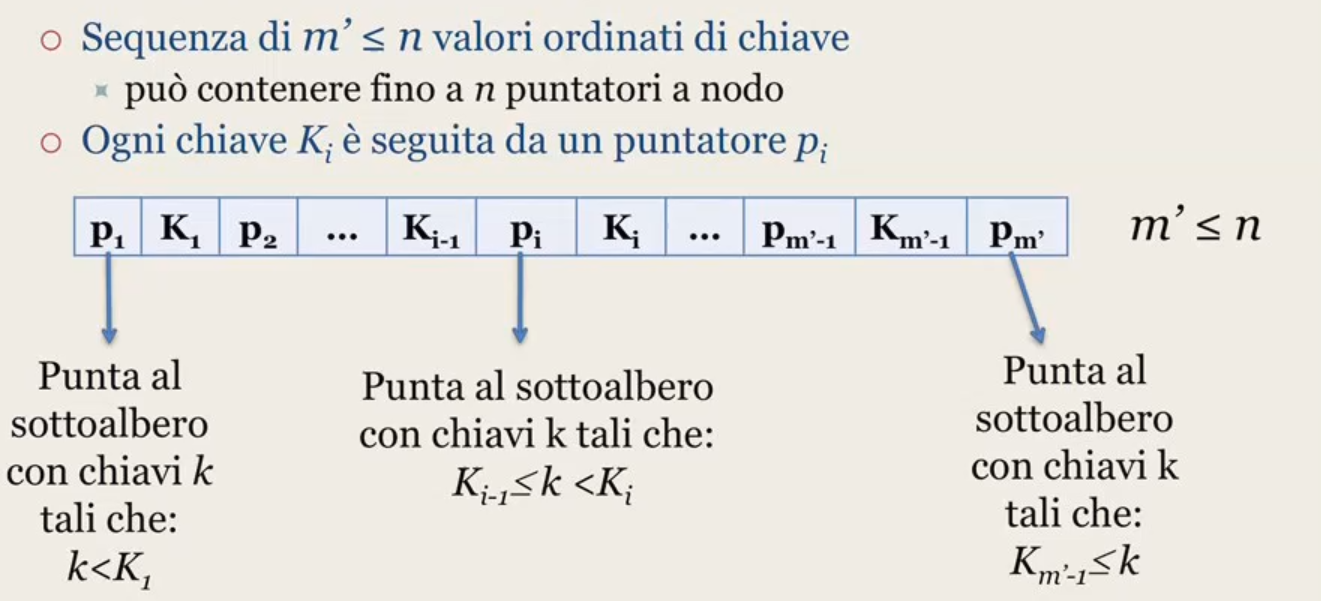 Sequenza di m’ ≤ n valori ordinati di chiave
può contenere fino a n puntatori a nodo
Ogni chiave Ki è seguita da un puntatore pi
p1 K1 p2 ... Ki-1 pi Ki ... pm’-1 Km’-1 pm’ m’ ≤ n
Punta al
sottoalbero
con chiavi k
tali che:
k<K1
Punta al sottoalbero
con chiavi k tali che:
Ki-1≤k <Ki
Punta al
sottoalbero
con chiavi k
tali che:
Km’-1≤k